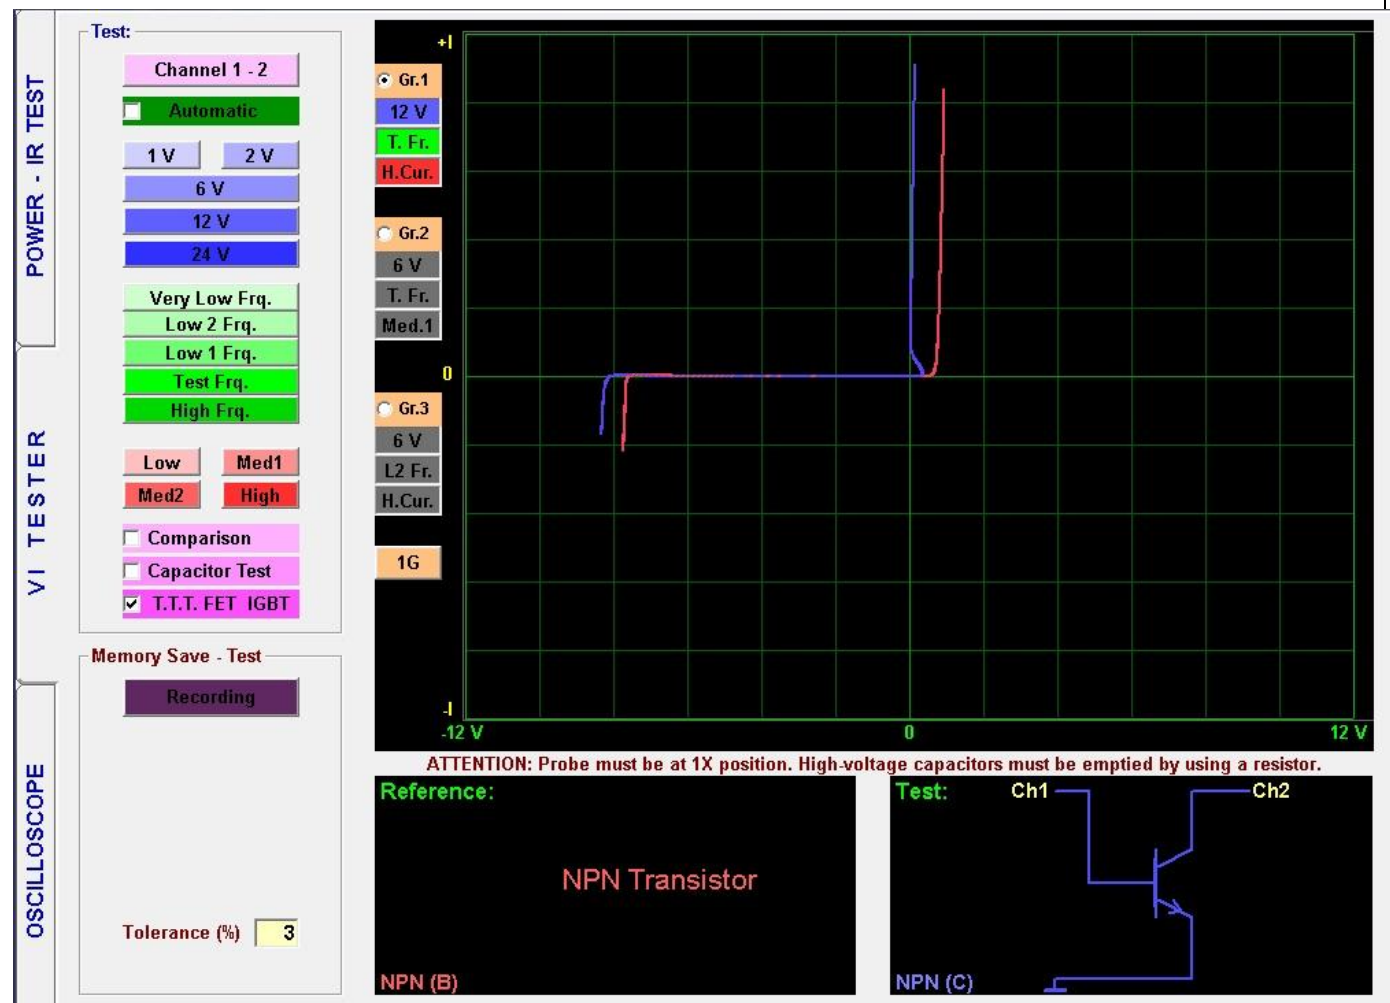 POWER - IR TEST
VI TESTER
OSCILLOSCOPE
Test:
Channel 1 - 2
Automatic
1 V
2 V
6 V
12 V
24 V
Very Low Frq.
Low 2 Frq.
Low 1 Frq.
Test Frq.
High Frq.
Low
Med1
Med2
High
Comparison
Capacitor Test
T.T.T. FET IGBT
Memory Save - Test
Recording
Tolerance (%)
3
+I
Gr.1
12 V
T. Fr.
H.Cur.
Gr.2
6 V
T. Fr.
Med.1
0
Gr.3
6 V
L2 Fr.
H.Cur.
1G
-I
-12 V
0
12 V
ATTENTION: Probe must be at 1X position. High-voltage capacitors must be emptied by using a resistor.
Reference:
NPN Transistor
NPN (B)
Test:
Ch1
Ch2
NPN (C)